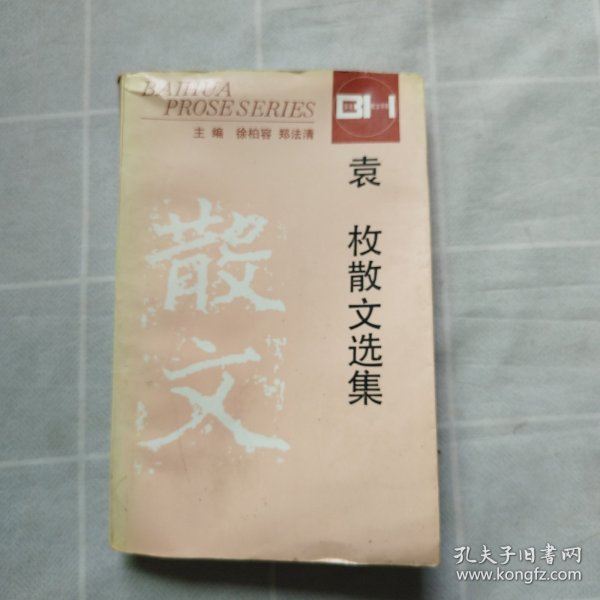 BAIHUA
PROSE SERIES
主编 徐柏容 郑法清
BH
袁 枚散文选集
散文
孔夫子旧书网
www.kongfz.com